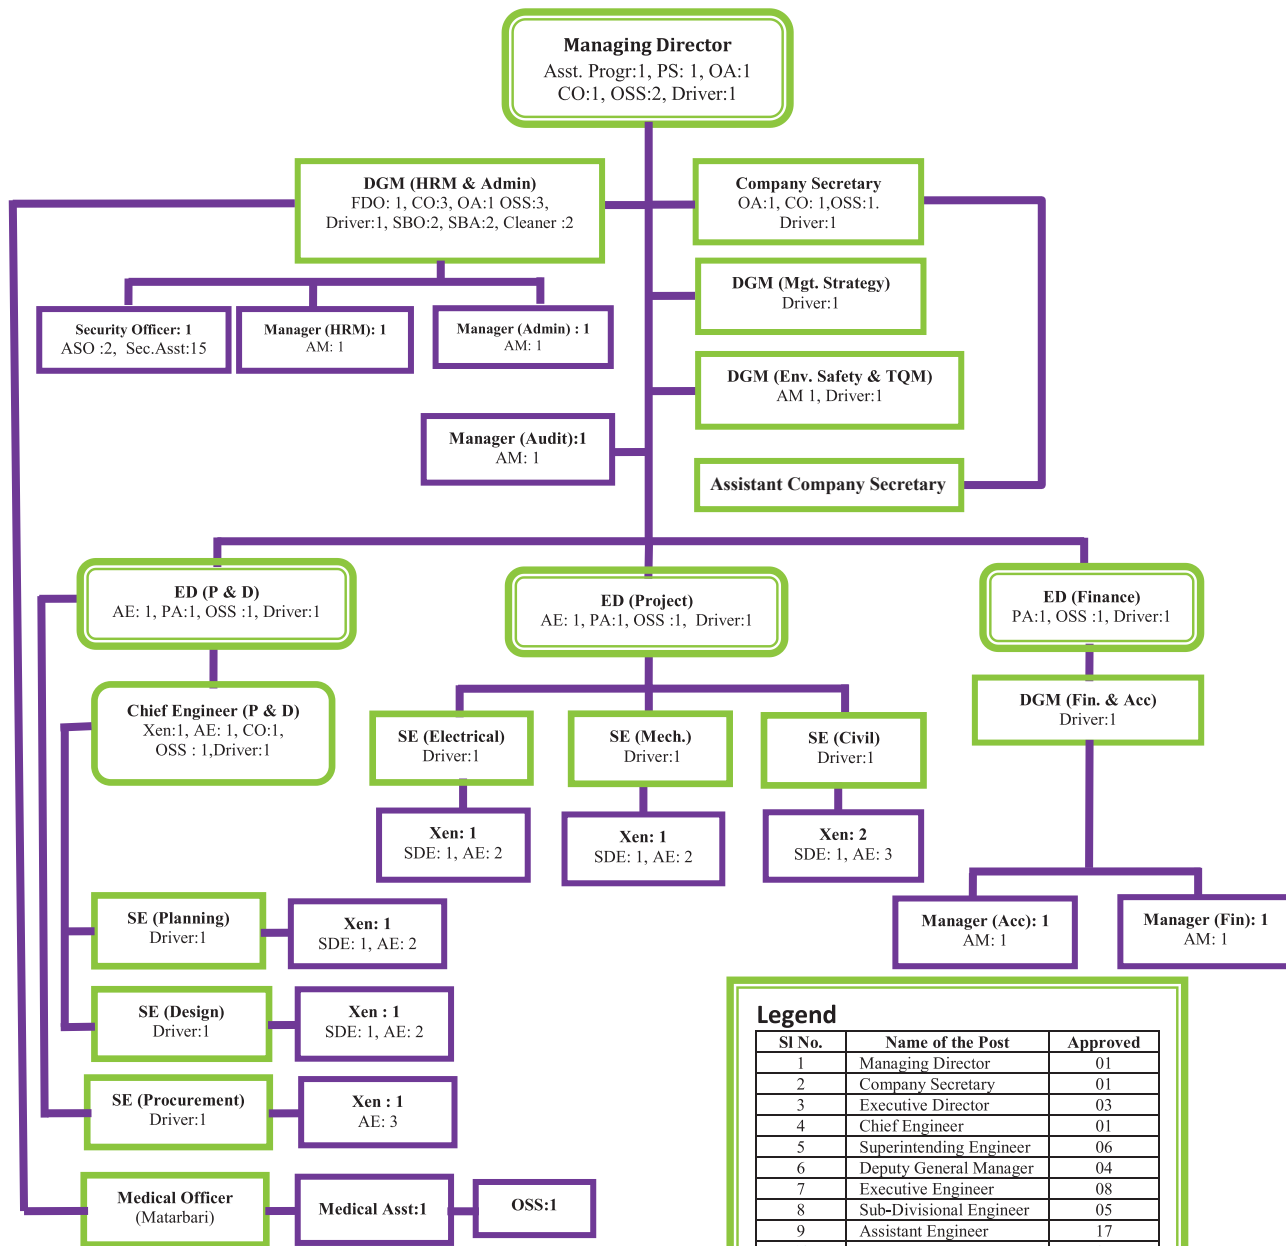 Managing Director
Asst. Progr:1, PS: 1, OA:1
CO:1, OSS:2, Driver:1
DGM (HRM & Admin)
FDO: 1, CO:3, OA:1 OSS:3,
Driver:1, SBO:2, SBA:2, Cleaner :2
Company Secretary
OA:1, CO: 1,OSS:1.
Driver:1
DGM (Mgt. Strategy)
Driver:1
Security Officer: 1
ASO :2, Sec.Asst:15
Manager (HRM): 1
AM: 1
Manager (Admin) : 1
AM: 1
DGM (Env. Safety & TQM)
AM 1, Driver:1
Manager (Audit):1
AM: 1
Assistant Company Secretary
ED (P & D)
AE: 1, PA:1, OSS :1, Driver:1
ED (Project)
AE: 1, PA:1, OSS :1, Driver:1
ED (Finance)
PA:1, OSS :1, Driver:1
Chief Engineer (P & D)
Xen:1, AE: 1, CO:1,
OSS : 1,Driver:1
SE (Electrical)
Driver:1
SE (Mech.)
Driver:1
SE (Civil)
Driver:1
DGM (Fin. & Acc)
Driver:1
Xen: 1
SDE: 1, AE: 2
Xen: 1
SDE: 1, AE: 2
Xen: 2
SDE: 1, AE: 3
SE (Planning)
Driver:1
Xen: 1
SDE: 1, AE: 2
Manager (Acc): 1
AM: 1
Manager (Fin): 1
AM: 1
SE (Design)
Driver:1
Xen : 1
SDE: 1, AE: 2
SE (Procurement)
Driver:1
Xen : 1
AE: 3
Medical Officer
(Matarbari)
Medical Asst:1
OSS:1
Legend
Sl No. Name of the Post Approved
1 Managing Director 01
2 Company Secretary 01
3 Executive Director 03
4 Chief Engineer 01
5 Superintending Engineer 06
6 Deputy General Manager 04
7 Executive Engineer 08
8 Sub-Divisional Engineer 05
9 Assistant Engineer 17